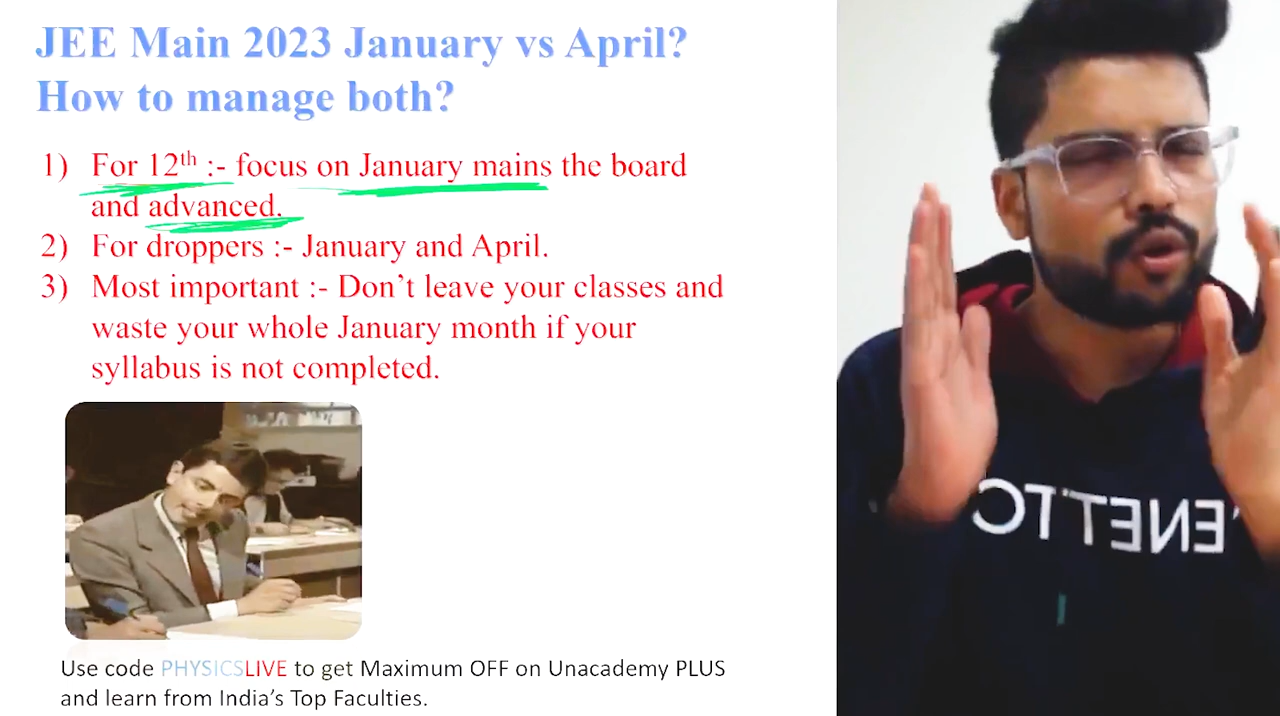 JEE Main 2023 January vs April?
How to manage both?
1) For 12th :- focus on January mains the board
and advanced.
2) For droppers :- January and April.
3) Most important :- Don’t leave your classes and
waste your whole January month if your
syllabus is not completed.
Use code PHYSICSLIVE to get Maximum OFF on Unacademy PLUS
and learn from India’s Top Faculties.